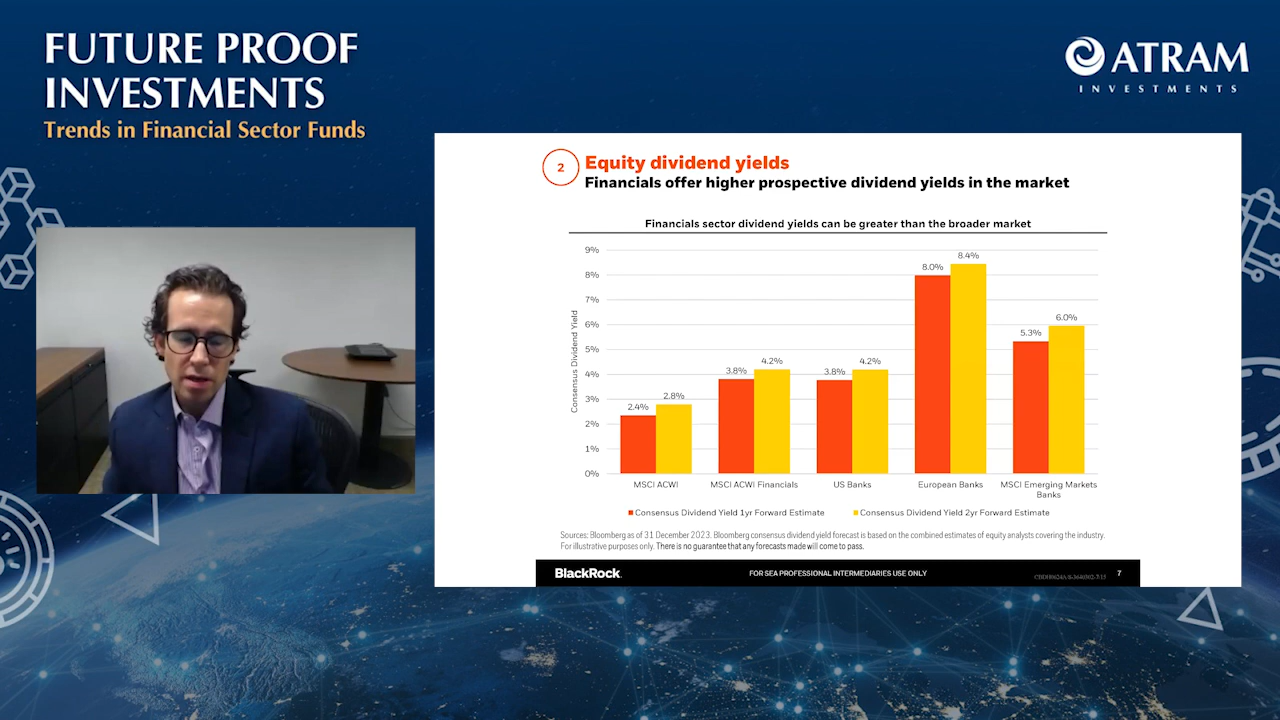 FUTURE PROOF
INVESTMENTS
Trends in Financial Sector Funds
ATRAM
INVESTMENTS
2
Equity dividend yields
Financials offer higher prospective dividend yields in the market
Financials sector dividend yields can be greater than the broader market
Consensus Dividend Yield
9%
8%
7%
6%
5%
4%
3%
2%
1%
0%
2.4%
2.8%
3.8%
4.2%
3.8%
4.2%
8.0%
8.4%
5.3%
6.0%
MSCI ACWI
MSCI ACWI Financials
US Banks
European Banks
MSCI Emerging Markets
Banks
Consensus Dividend Yield 1yr Forward Estimate
Consensus Dividend Yield 2yr Forward Estimate
Sources: Bloomberg as of 31 December 2023. Bloomberg consensus dividend yield forecast is based on the combined estimates of equity analysts covering the industry.
For illustrative purposes only. There is no guarantee that any forecasts made will come to pass.
BlackRock.
FOR SEA PROFESSIONAL INTERMEDIARIES USE ONLY
7